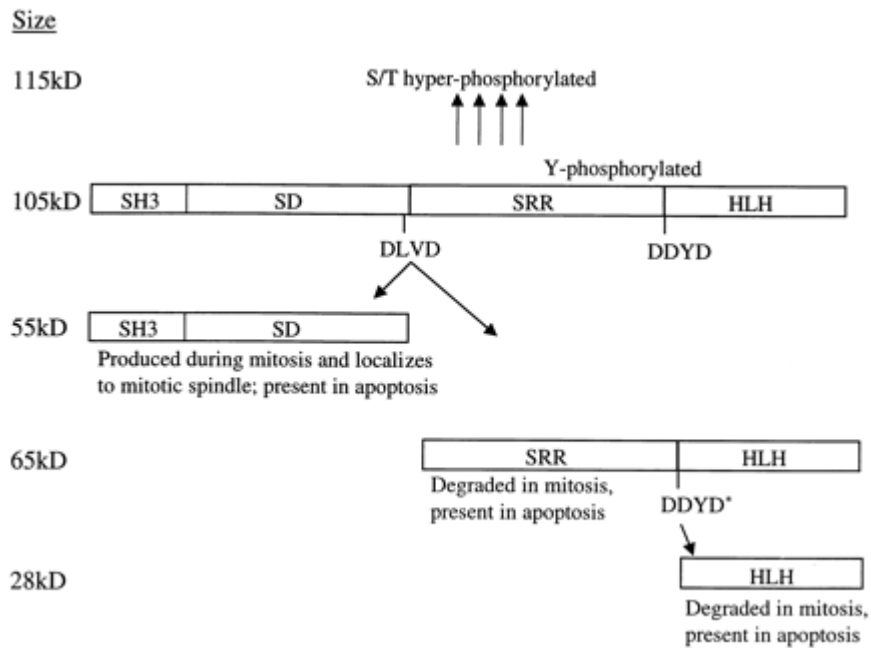 Size
115kD
S/T hyper-phosphorylated
Y-phosphorylated
105kD SH3 SD SRR HLH
DLVD DDYD
55kD SH3 SD
Produced during mitosis and localizes
to mitotic spindle; present in apoptosis
65kD SRR HLH
Degraded in mitosis,
present in apoptosis
DDYD*
28kD HLH
Degraded in mitosis,
present in apoptosis